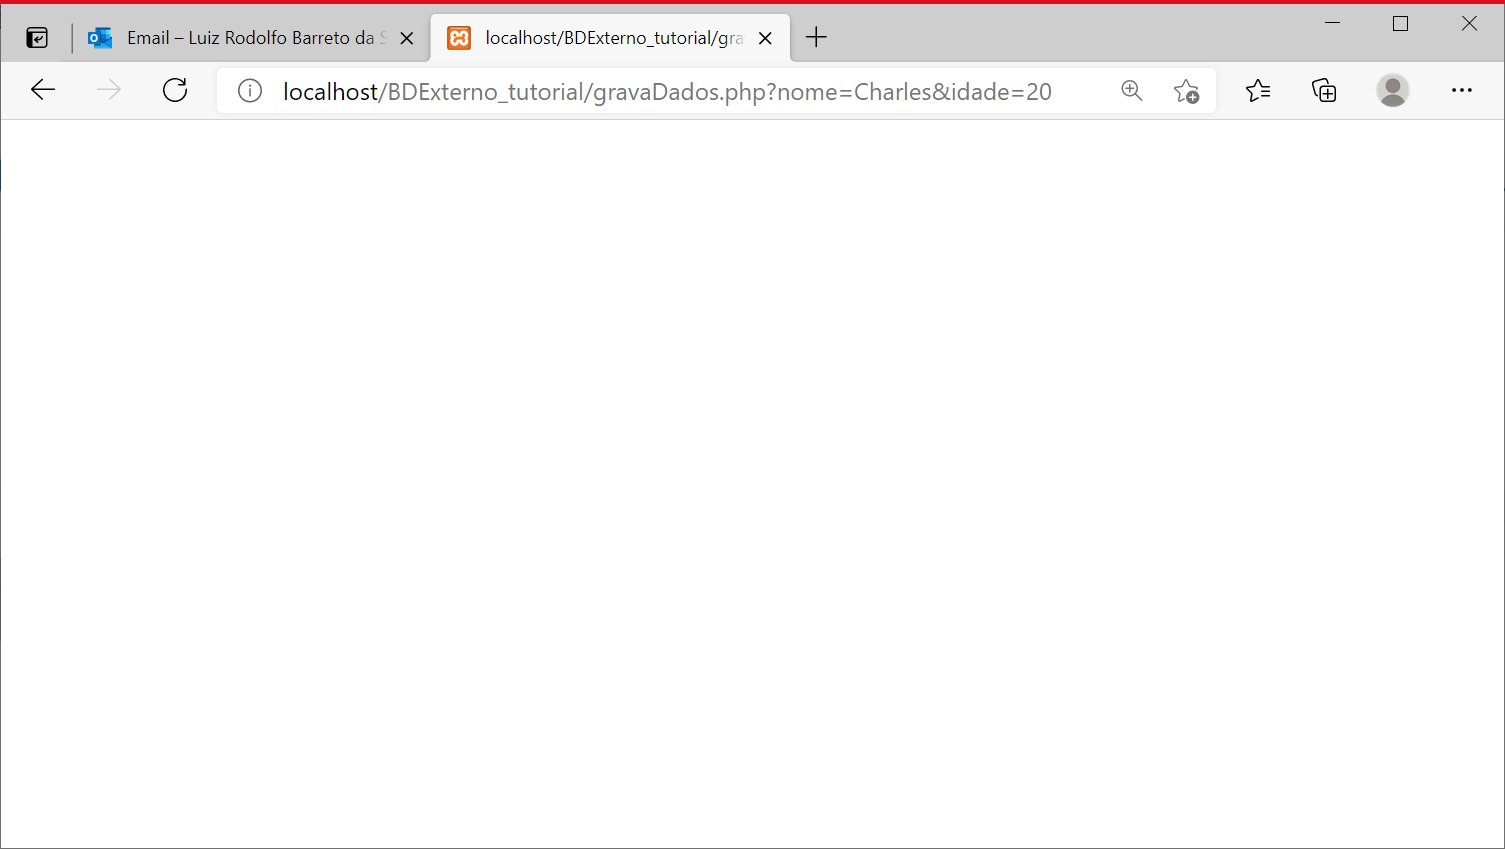 Email – Luiz Rodolfo Barreto da S
localhost/BDExterno_tutorial/gra
localhost/BDExterno_tutorial/gravaDados.php?nome=Charles&idade=20